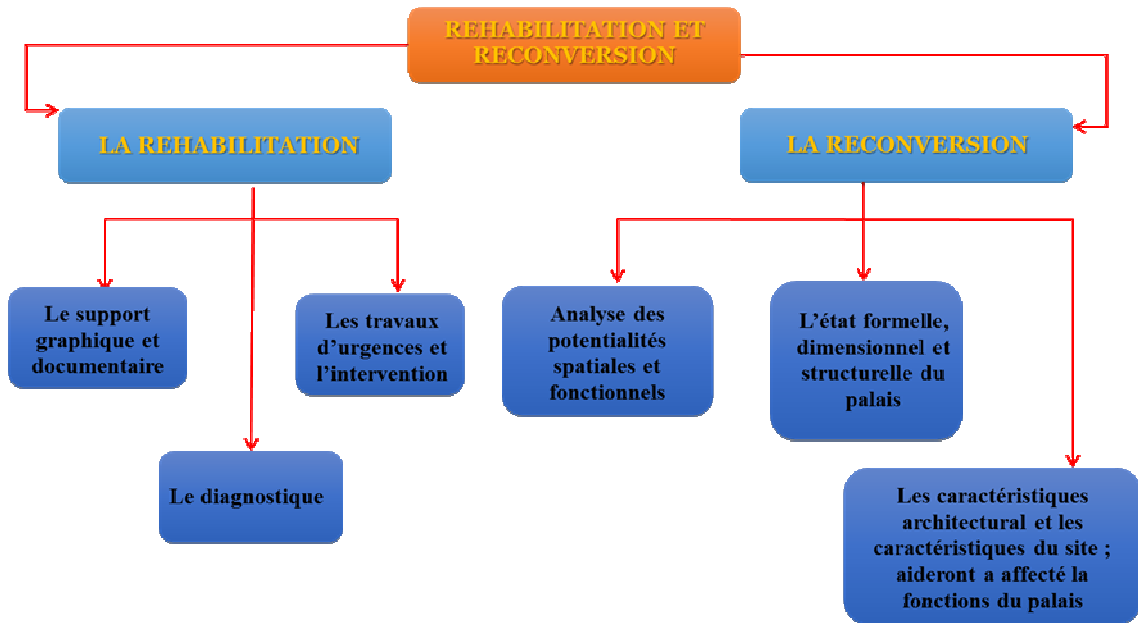 REHABILITATION ET
RECONVERSION
LA REHABILITATION
LA RECONVERSION
Le support
graphique et
documentaire
Les travaux
d’urgences et
l’intervention
Le diagnostique
Analyse des
potentialités
spatiales et
fonctionnels
L’état formelle,
dimensionnel et
structurelle du
palais
Les caractéristiques
architectural et les
caractéristiques du site ;
aideront a affecté la
fonctions du palais